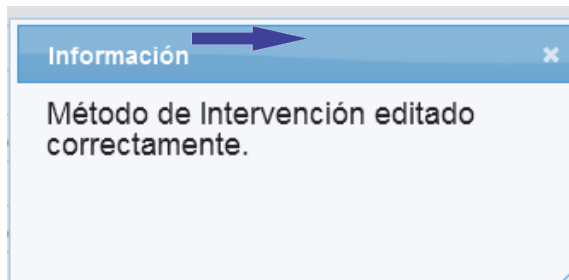 Información
Método de Intervención editado
correctamente.